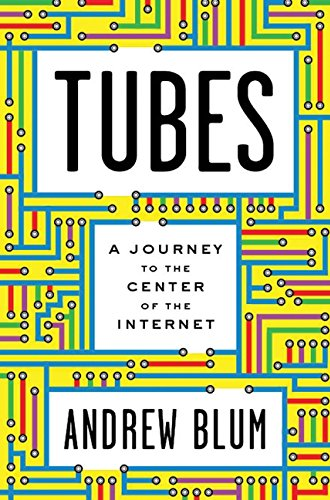 TUBES
A JOURNEY
TO THE
CENTER
OF THE
INTERNET
ANDREW BLUM